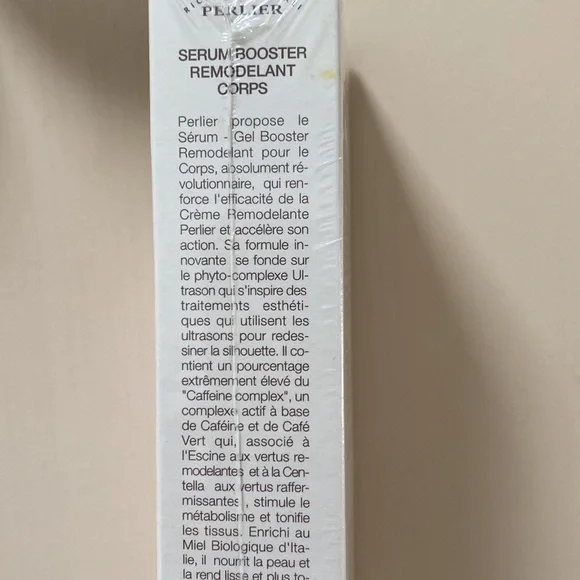 PERLIER
SERUM BOOSTER
REMODELANT
CORPS
Perlier propose le
Sérum - Gel Booster
Remodelant pour le
Corps, absolument ré-
volutionnaire, qui ren-
force l'efficacité de la
Crème Remodelante
Perlier et accélère son
action. Sa formule in-
novante se fonde sur
le phyto-complexe Ul-
trason qui s'inspire des
traitements esthéti-
ques qui utilisent les
ultrasons pour redes-
siner la silhouette. Il co-
ntient un pourcentage
extrêmement élevé du
"Caffeine complex", un
complexe actif à base
de Caféine et de Café
Vert qui, associé à
l'Escine aux vertus re-
modelantes et à la Cen-
tella aux vertus raffer-
missantes, stimule le
métabolisme et tonifie
les tissus. Enrichi au
Miel Biologique d'Ita-
lie, il nourrit la peau et
la rend lisse et plus to-